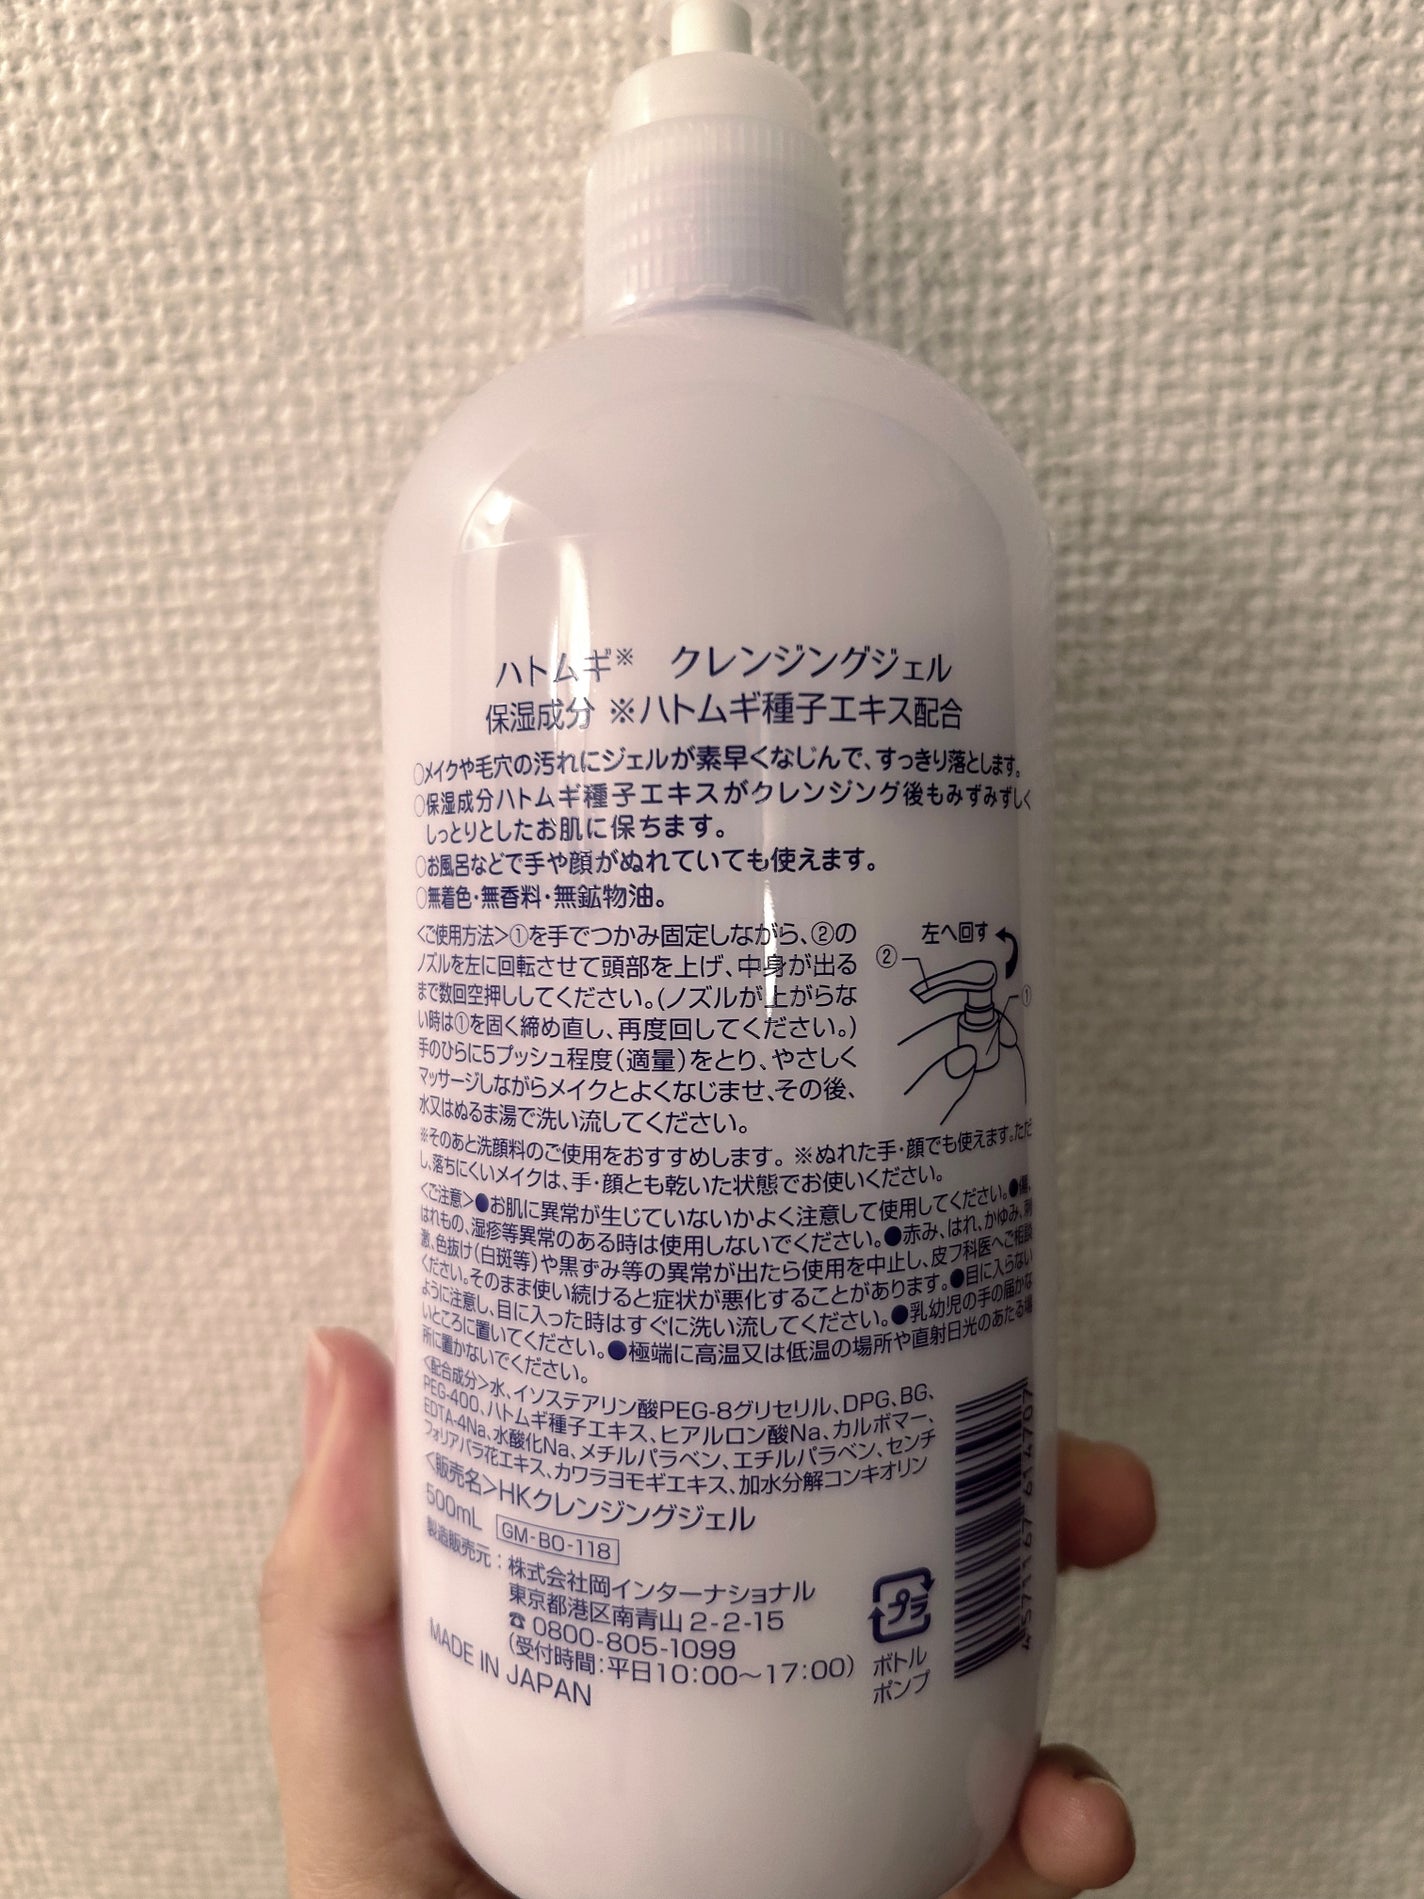 ハトムギ※ クレンジングジェル
保湿成分 ※ハトムギ種子エキス配合
○メイクや毛穴の汚れにジェルが素早くなじんで、すっきり落とします。
○保湿成分ハトムギ種子エキスがクレンジング後もみずみずしく
しっとりとしたお肌に保ちます。
○お風呂などで手や顔がぬれていても使えます。
○無着色・無香料・無鉱物油。
<ご使用方法>①を手でつかみ固定しながら、②の
ノズルを左に回転させて頭部を上げ、中身が出る
まで数回空押ししてください。(ノズルが上がらな
い時は①を固く締め直し、再度回してください。)
手のひらに5プッシュ程度(適量)をとり、やさしく
マッサージしながらメイクとよくなじませ、その後、
水又はぬるま湯で洗い流してください。
左へ回す
②
①
※そのあと洗顔料のご使用をおすすめします。※ぬれた手・顔でも使えます。ただ
し、落ちにくいメイクは、手・顔とも乾いた状態でお使いください。
<ご注意>●お肌に異常が生じていないかよく注意して使用してください。●傷、
はれもの、湿疹等異常のある時は使用しないでください。●赤み、はれ、かゆみ、刺
激、色抜け(白斑等)や黒ずみ等の異常が出たら使用を中止し、皮フ科医へご相談
ください。そのまま使い続けると症状が悪化することがあります。●目に入らない
ように注意し、目に入った時はすぐに洗い流してください。●乳幼児の手の届かな
いところに置いてください。●極端に高温又は低温の場所や直射日光のあたる場
所に置かないでください。
<配合成分>水、イソステアリン酸PEG-8グリセリル、DPG、BG、
PEG-400、ハトムギ種子エキス、ヒアルロン酸Na、カルボマー、
EDTA-4Na、水酸化Na、メチルパラベン、エチルパラベン、センチ
フォリアバラ花エキス、カワラヨモギエキス、加水分解コンキオリン
<販売名>HKクレンジングジェル
500mL GM-BO-118
製造販売元:株式会社岡インターナショナル
東京都港区南青山2-2-15
☎0800-805-1099
(受付時間:平日10:00～17:00)
MADE IN JAPAN
プラ
ボトル
ポンプ
4571167614707